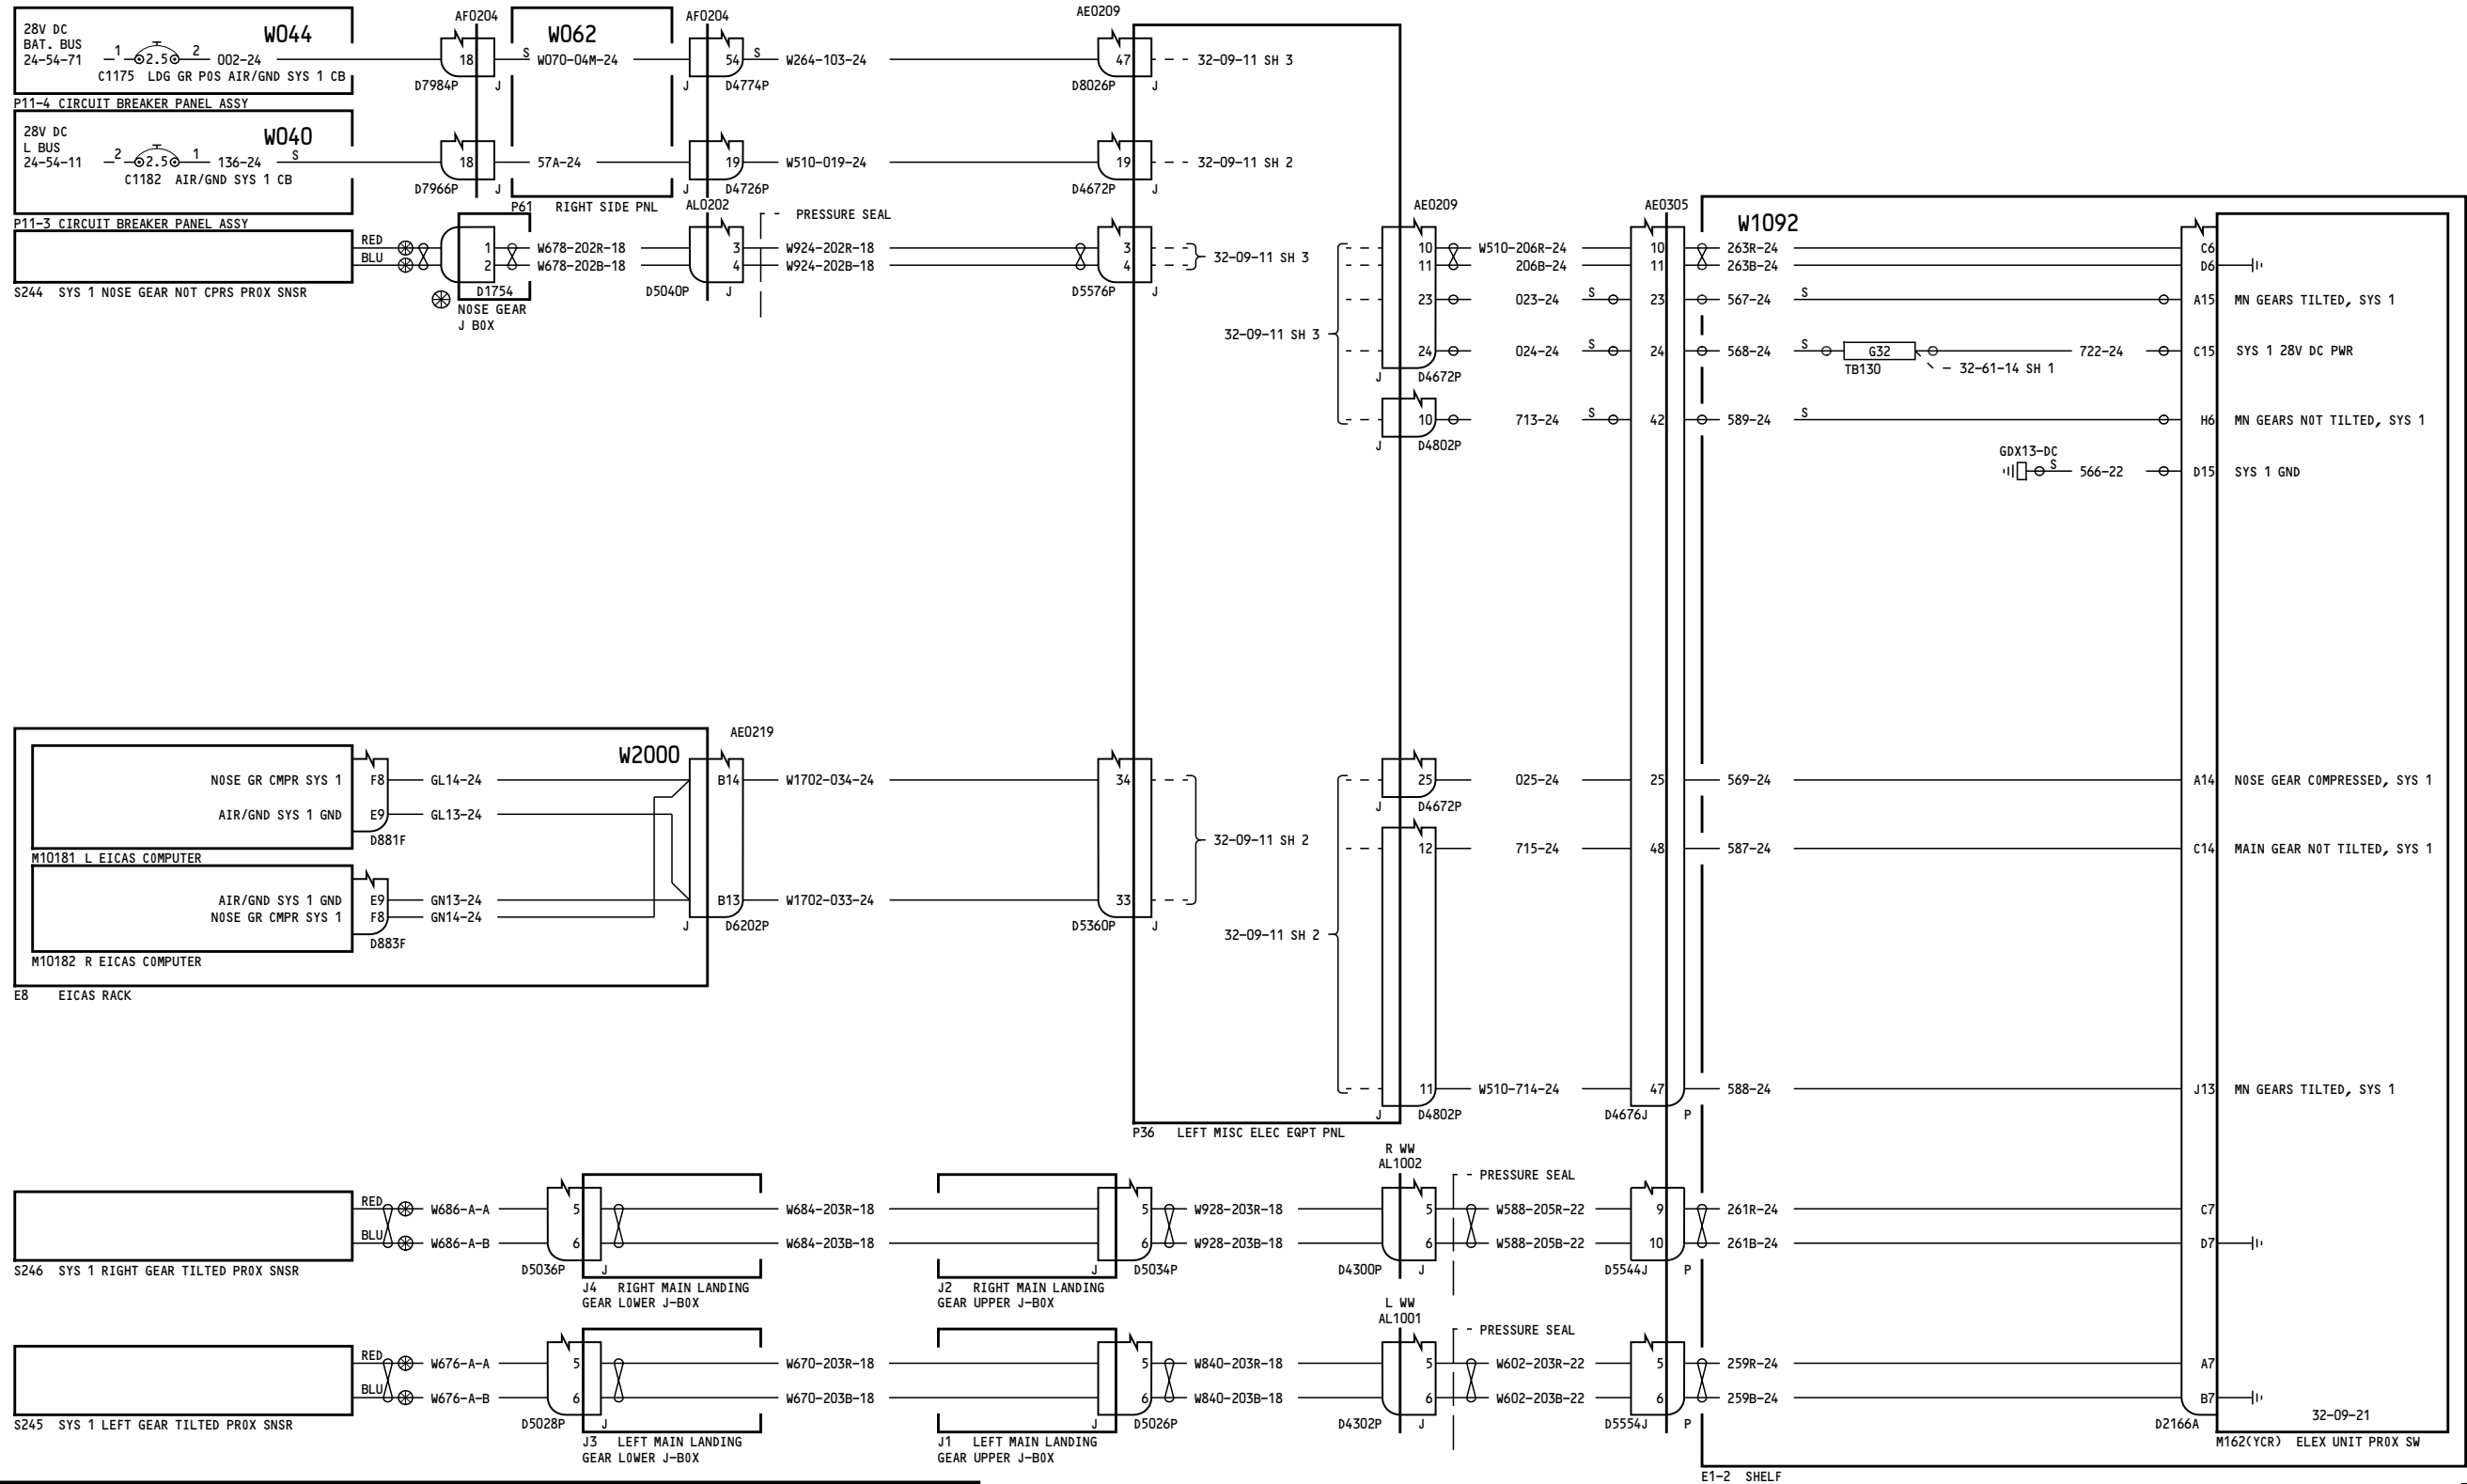 28V DC
BAT. BUS
24-54-71
1
2.5
2
002-24
W044
C1175 LDG GR POS AIR/GND SYS 1 CB
P11-4 CIRCUIT BREAKER PANEL ASSY
AF0204
18
D7984P
J
W062
S
W070-04M-24
AF0204
54
S
J
D4774P
W264-103-24
AE0209
47
D8026P
J
32-09-11 SH 3
28V DC
L BUS
24-54-11
2
2.5
1
136-24
S
W040
C1182 AIR/GND SYS 1 CB
P11-3 CIRCUIT BREAKER PANEL ASSY
18
D7966P
J
57A-24
P61 RIGHT SIDE PNL
19
J
D4726P
W510-019-24
19
D4672P
J
32-09-11 SH 2
RED
BLU
S244 SYS 1 NOSE GEAR NOT CPRS PROX SNSR
1
2
D1754
NOSE GEAR
J BOX
W678-202R-18
W678-202B-18
AL0202
3
4
D5040P
J
PRESSURE SEAL
W924-202R-18
W924-202B-18
3
4
D5576P
J
32-09-11 SH 3
32-09-11 SH 3
AE0209
10
11
23
24
J
D4672P
10
J
D4802P
W510-206R-24
206B-24
023-24
S
024-24
S
713-24
S
AE0305
10
11
23
24
42
W1092
263R-24
263B-24
567-24
S
568-24
S
G32
TB130
32-61-14 SH 1
722-24
589-24
S
GDX13-DC
S
566-22
C6
D6
A15 MN GEARS TILTED, SYS 1
C15 SYS 1 28V DC PWR
H6 MN GEARS NOT TILTED, SYS 1
D15 SYS 1 GND
W2000
NOSE GR CMPR SYS 1
F8
GL14-24
AIR/GND SYS 1 GND
E9
GL13-24
D881F
M10181 L EICAS COMPUTER
AIR/GND SYS 1 GND
E9
GN13-24
NOSE GR CMPR SYS 1
F8
GN14-24
D883F
M10182 R EICAS COMPUTER
E8 EICAS RACK
AE0219
B14
B13
J
D6202P
W1702-034-24
W1702-033-24
34
33
D5360P
J
32-09-11 SH 2
32-09-11 SH 2
25
J
D4672P
12
11
J
D4802P
P36 LEFT MISC ELEC EQPT PNL
025-24
715-24
W510-714-24
25
48
47
D4676J
P
569-24
587-24
588-24
A14 NOSE GEAR COMPRESSED, SYS 1
C14 MAIN GEAR NOT TILTED, SYS 1
J13 MN GEARS TILTED, SYS 1
RED
BLU
S246 SYS 1 RIGHT GEAR TILTED PROX SNSR
W686-A-A
W686-A-B
5
6
D5036P
J
J4 RIGHT MAIN LANDING
GEAR LOWER J-BOX
W684-203R-18
W684-203B-18
J2 RIGHT MAIN LANDING
GEAR UPPER J-BOX
5
6
J
D5034P
W928-203R-18
W928-203B-18
R WW
AL1002
5
6
D4300P
J
PRESSURE SEAL
W588-205R-22
W588-205B-22
9
10
D5544J
P
261R-24
261B-24
C7
D7
RED
BLU
S245 SYS 1 LEFT GEAR TILTED PROX SNSR
W676-A-A
W676-A-B
5
6
D5028P
J
J3 LEFT MAIN LANDING
GEAR LOWER J-BOX
W670-203R-18
W670-203B-18
J1 LEFT MAIN LANDING
GEAR UPPER J-BOX
5
6
J
D5026P
W840-203R-18
W840-203B-18
L WW
AL1001
5
6
D4302P
J
PRESSURE SEAL
W602-203R-22
W602-203B-22
5
6
D5554J
P
259R-24
259B-24
A7
B7
D2166A
32-09-21
M162(YCR) ELEX UNIT PROX SW
E1-2 SHELF